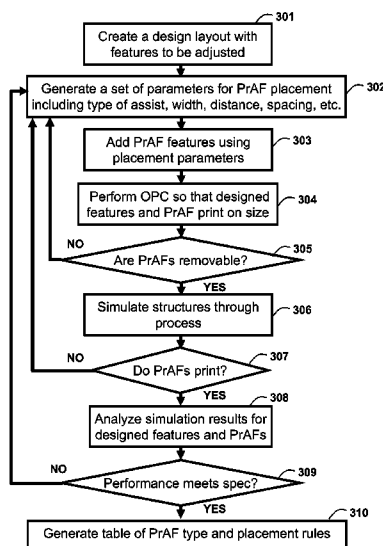 301
Create a design layout with
features to be adjusted
302
Generate a set of parameters for PrAF placement
including type of assist, width, distance, spacing, etc.
303
Add PrAF features using
placement parameters
304
Perform OPC so that designed
features and PrAF print on size
305
NO
Are PrAFs removable?
YES
306
Simulate structures through
process
307
NO
Do PrAFs print?
YES
308
Analyze simulation results for
designed features and PrAFs
309
NO
Performance meets spec?
YES
310
Generate table of PrAF type and placement rules